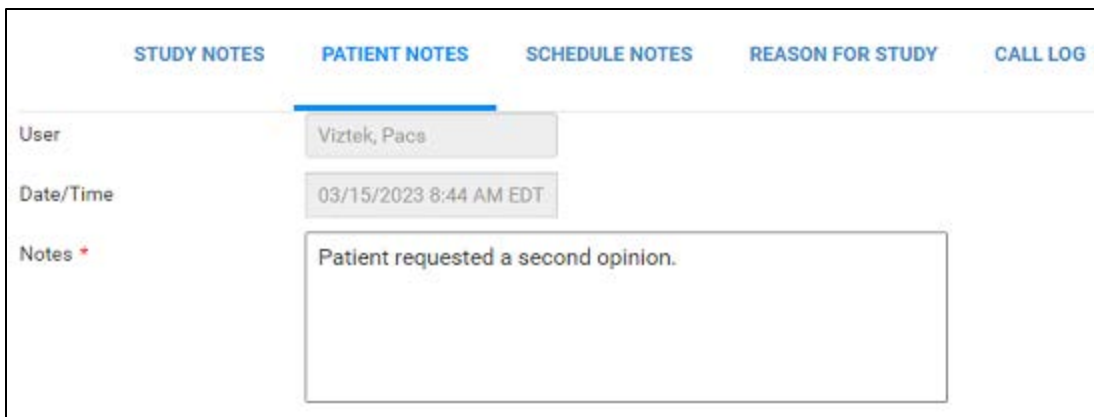 STUDY NOTES PATIENT NOTES SCHEDULE NOTES REASON FOR STUDY CALL LOG
User Viztek, Pacs
Date/Time 03/15/2023 8:44 AM EDT
Notes * Patient requested a second opinion.